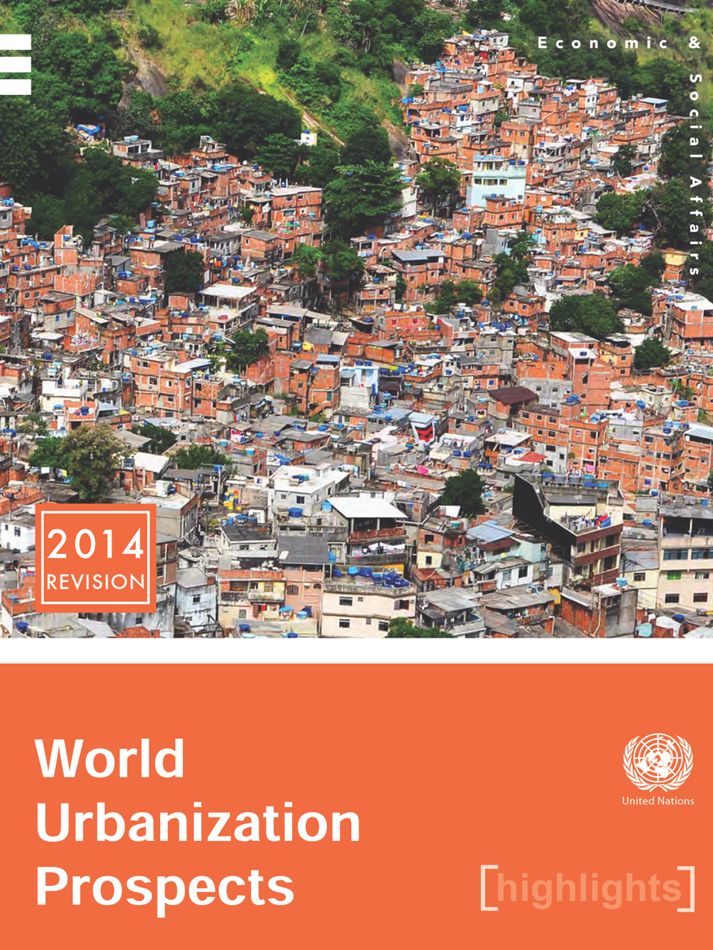 Economic &
Social Affairs
2014
REVISION
World
Urbanization
Prospects
United Nations
[highlights]